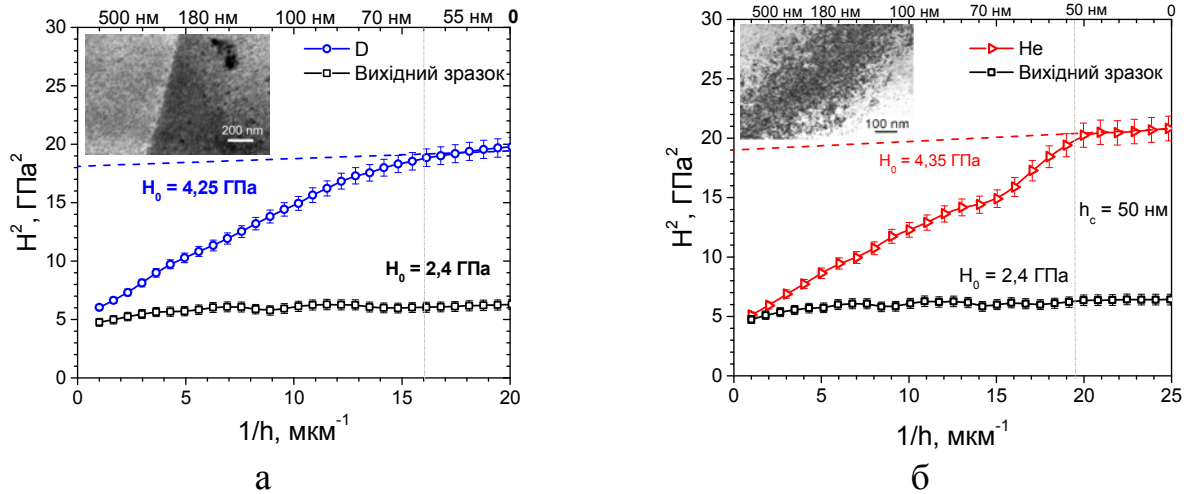 500 нм 180 нм 100 нм 70 нм 55 нм 0
30
25
20
15
10
5
0
H², ГПа²
200 nm
D
Вихідний зразок
H₀ = 4,25 ГПа
H₀ = 2,4 ГПа
0 5 10 15 20
1/h, мкм⁻¹
а
500 нм 180 нм 100 нм 70 нм 50 нм 0
30
25
20
15
10
5
0
H², ГПа²
100 nm
He
Вихідний зразок
H₀ = 4,35 ГПа
h_c = 50 нм
H₀ = 2,4 ГПа
0 5 10 15 20 25
1/h, мкм⁻¹
б